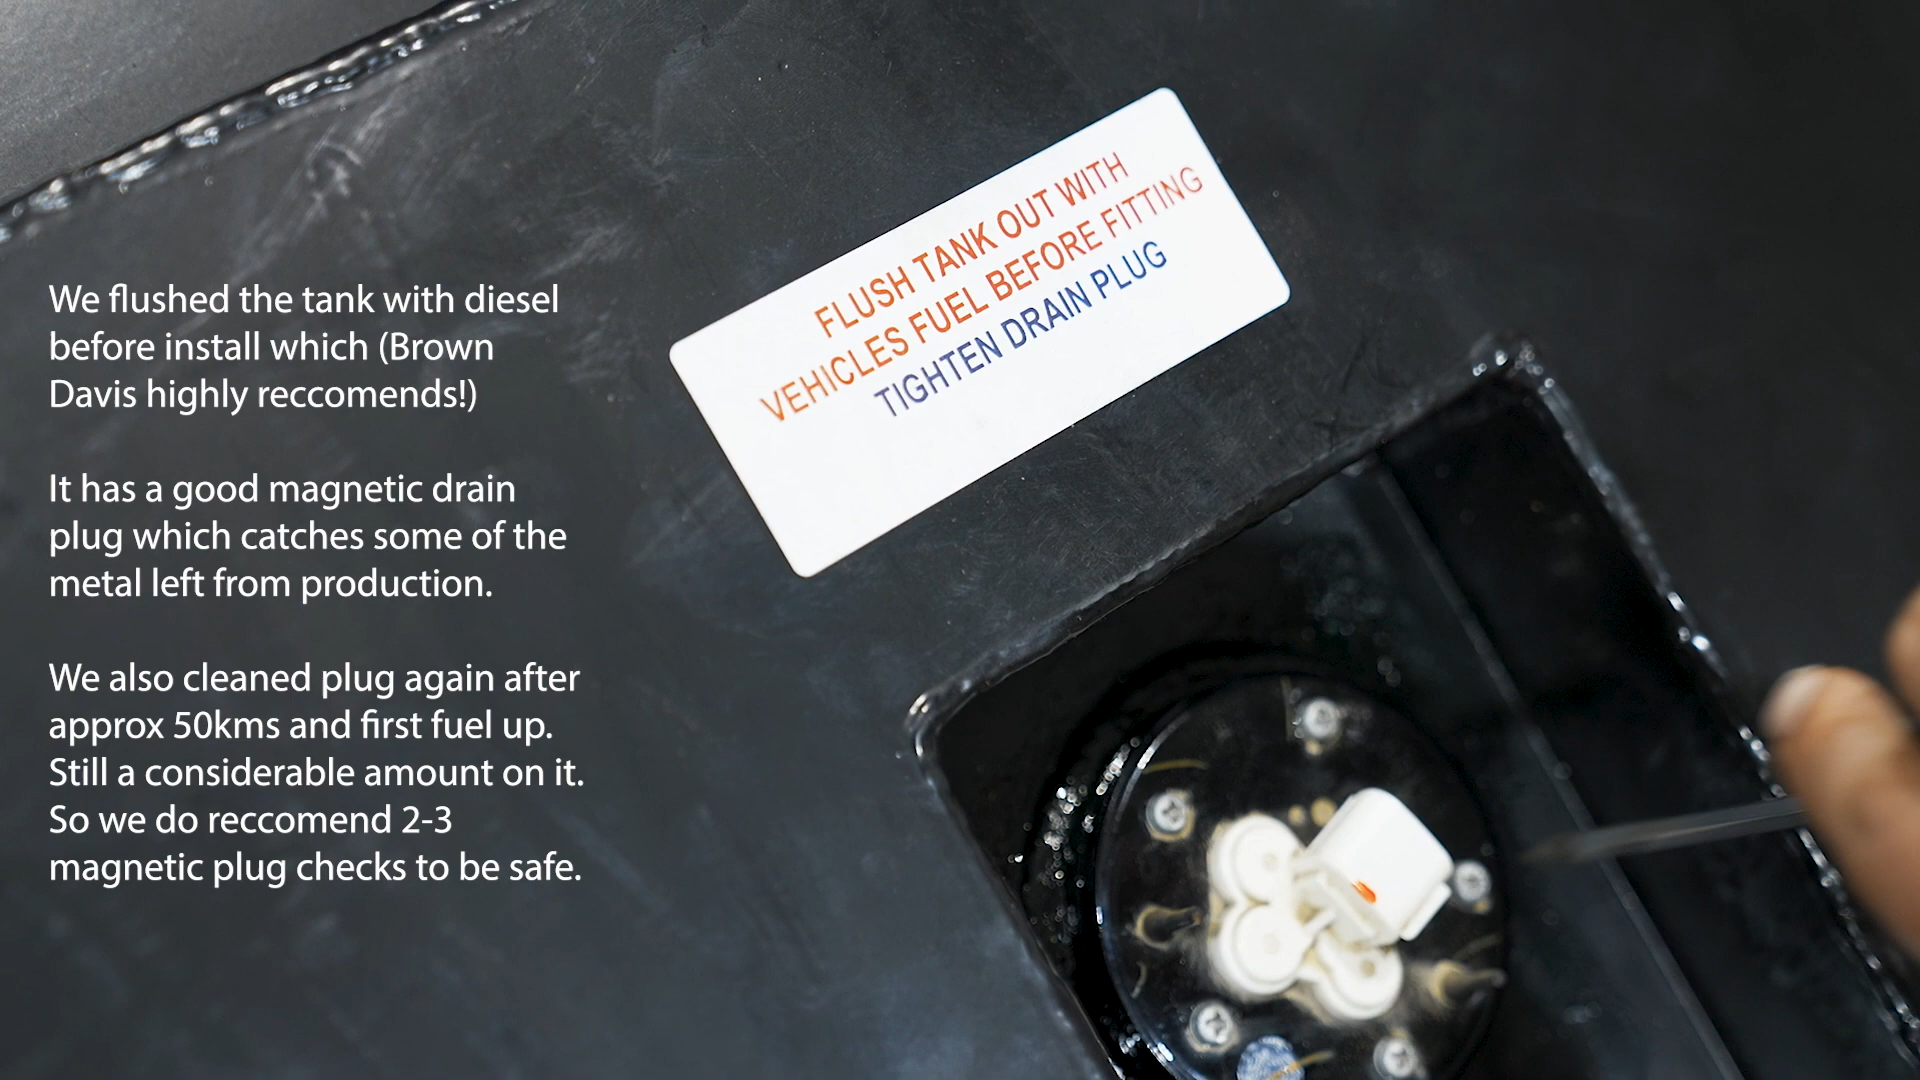 We flushed the tank with diesel
before install which (Brown
Davis highly reccomends!)
It has a good magnetic drain
plug which catches some of the
metal left from production.
We also cleaned plug again after
approx 50kms and first fuel up.
Still a considerable amount on it.
So we do reccomend 2-3
magnetic plug checks to be safe.
FLUSH TANK OUT WITH
VEHICLES FUEL BEFORE FITTING
TIGHTEN DRAIN PLUG